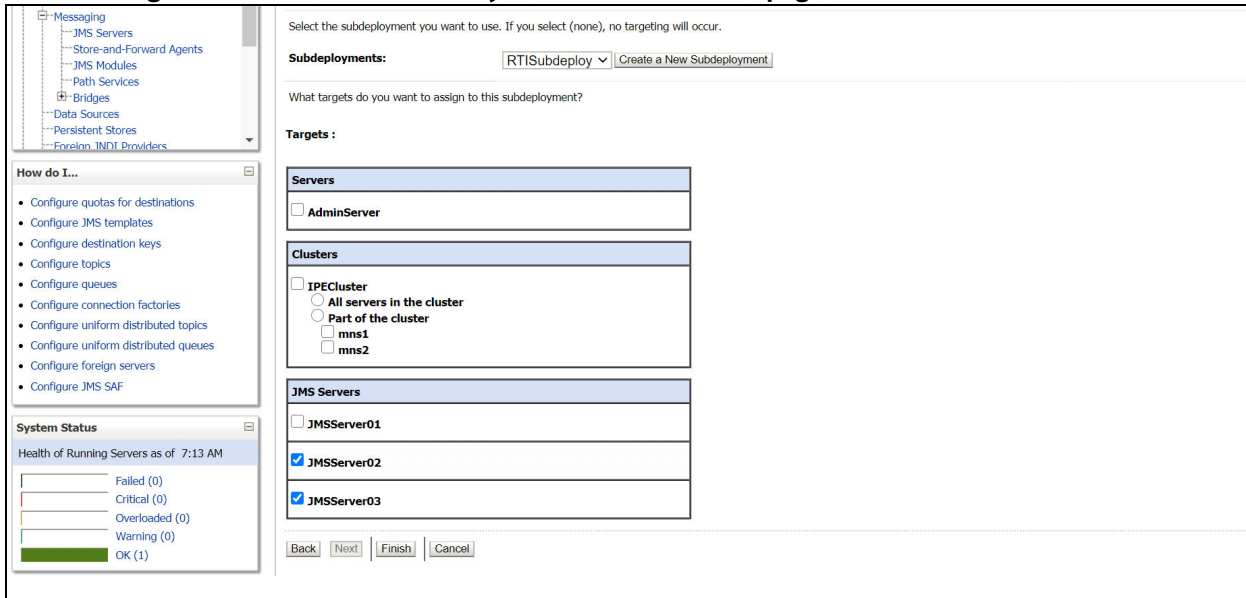 Messaging
JMS Servers
Store-and-Forward Agents
JMS Modules
Path Services
Bridges
Data Sources
Persistent Stores
Foreign JNDI Providers
How do I...
Configure quotas for destinations
Configure JMS templates
Configure destination keys
Configure topics
Configure queues
Configure connection factories
Configure uniform distributed topics
Configure uniform distributed queues
Configure foreign servers
Configure JMS SAF
System Status
Health of Running Servers as of 7:13 AM
Failed (0)
Critical (0)
Overloaded (0)
Warning (0)
OK (1)
Select the subdeployment you want to use. If you select (none), no targeting will occur.
Subdeployments: RTISubdeploy Create a New Subdeployment
What targets do you want to assign to this subdeployment?
Targets :
Servers
AdminServer
Clusters
IPECluster
All servers in the cluster
Part of the cluster
mns1
mns2
JMS Servers
JMSServer01
JMSServer02
JMSServer03
Back Next Finish Cancel